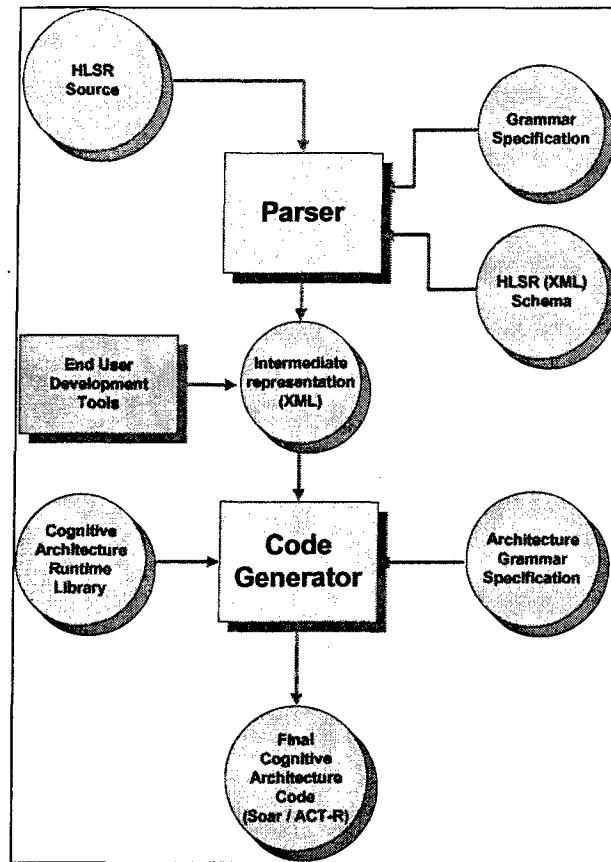 HLSR
Source
Grammar
Specification
Parser
HLSR (XML)
Schema
End User
Development
Tools
Intermediate
representation
(XML)
Cognitive
Architecture
Runtime
Library
Code
Generator
Architecture
Grammar
Specification
Final
Cognitive
Architecture
Code
(Soar / ACT-R)